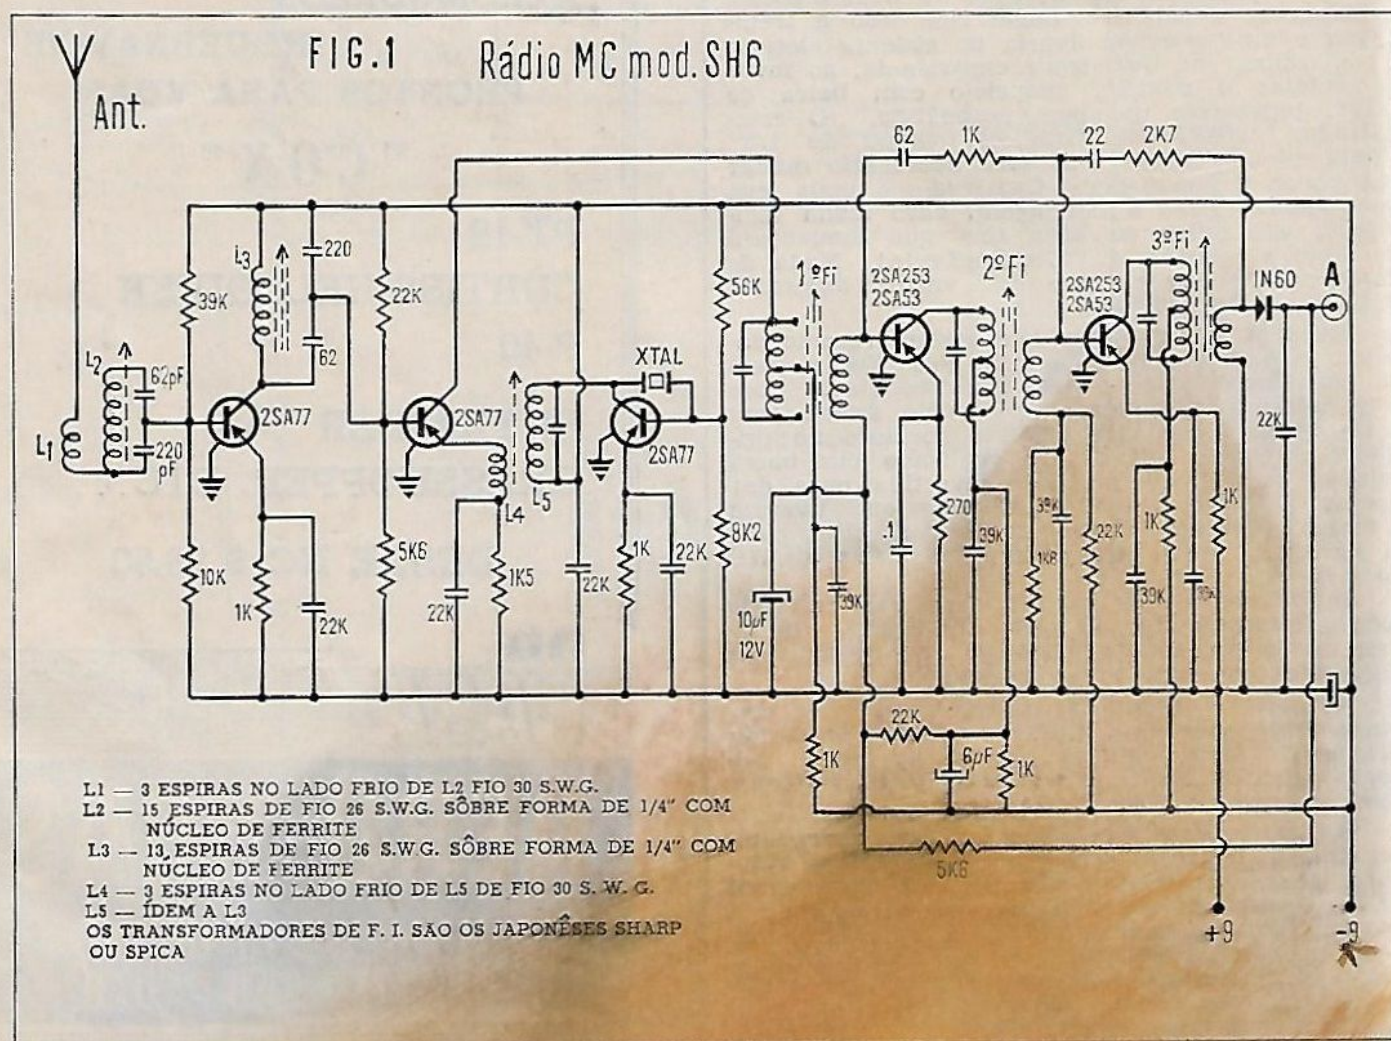 FIG.1 Rádio MC mod. SH6
Ant.
62 1K 22 2K7
L3 220
39K 22K 56K
1ºFi
2SA253
2SA53
2ºFi
2SA253
2SA53
3ºFi
1N60 A
L2 62pF
62
XTAL
L1
220
pF
2SA77
2SA77
2SA77
22K
L4 L5
10K
1K
22K
5K6
22K
1K5
22K
1K
22K
8K2
10µF
12V
39K
.1
270
39K
1K8
39K
22K
39K
1K
39K
1K
1K
22K
6µF
1K
5K6
+9 -9
L1 — 3 ESPIRAS NO LADO FRIO DE L2 FIO 30 S.W.G.
L2 — 15 ESPIRAS DE FIO 26 S.W.G. SÔBRE FORMA DE 1/4" COM
NÚCLEO DE FERRITE
L3 — 13 ESPIRAS DE FIO 26 S.W.G. SÔBRE FORMA DE 1/4" COM
NÚCLEO DE FERRITE
L4 — 3 ESPIRAS NO LADO FRIO DE L5 DE FIO 30 S. W. G.
L5 — ÍDEM A L3
OS TRANSFORMADORES DE F. I. SAO OS JAPONÊSES SHARP
OU SPICA